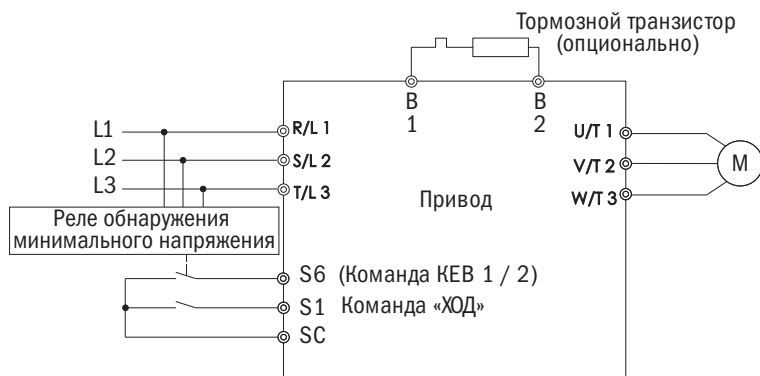 Тормозной транзистор
(опционально)
B
1
B
2
L1
R/L 1
U/T 1
L2
S/L 2
V/T 2
M
L3
T/L 3
W/T 3
Привод
Реле обнаружения
минимального напряжения
S6 (Команда КЕВ 1 / 2)
S1 Команда «ХОД»
SC